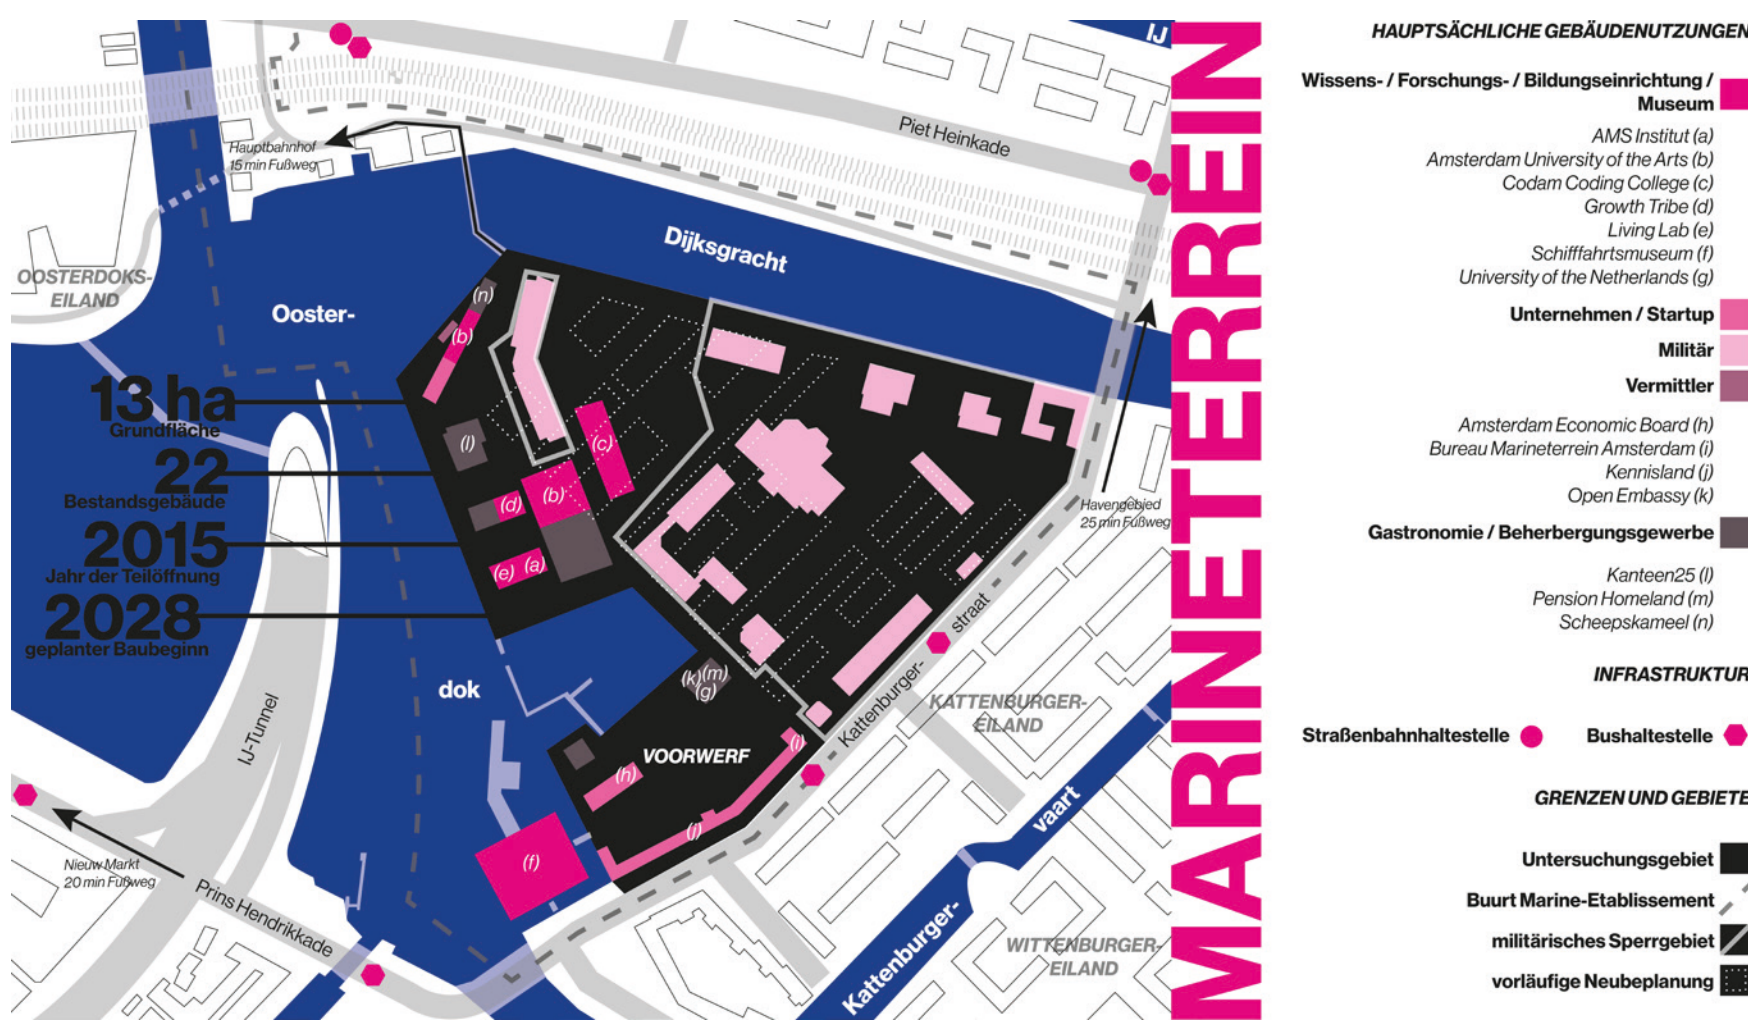 IJ
Piet Heinkade
Hauptbahnhof
15 min Fußweg
OOSTERDOKS-
EILAND
Dijksgracht
Ooster-
(n)
(b)
13 ha
Grundfläche
22
Bestandsgebäude
2015
Jahr der Teilöffnung
2028
geplanter Baubeginn
(l)
(c)
(d)
(b)
(e)
(a)
Havengebied
25 min Fußweg
dok
(k)
(m)
(g)
VOORWERF
(i)
(h)
(j)
(f)
IJ-Tunnel
Kattenburger-
straat
KATTENBURGER-
EILAND
Nieuw Markt
20 min Fußweg
Prins Hendrikkade
Kattenburger-
vaart
WITTENBURGER-
EILAND
MARINETERREIN
HAUPTSÄCHLICHE GEBÄUDENUTZUNGEN
Wissens- / Forschungs- / Bildungseinrichtung /
Museum
AMS Institut (a)
Amsterdam University of the Arts (b)
Codam Coding College (c)
Growth Tribe (d)
Living Lab (e)
Schifffahrtsmuseum (f)
University of the Netherlands (g)
Unternehmen / Startup
Militär
Vermittler
Amsterdam Economic Board (h)
Bureau Marineterrein Amsterdam (i)
Kennisland (j)
Open Embassy (k)
Gastronomie / Beherbergungsgewerbe
Kanteen25 (l)
Pension Homeland (m)
Scheepskameel (n)
INFRASTRUKTUR
Straßenbahnhaltestelle
Bushaltestelle
GRENZEN UND GEBIETE
Untersuchungsgebiet
Buurt Marine-Etablissement
militärisches Sperrgebiet
vorläufige Neubeplanung